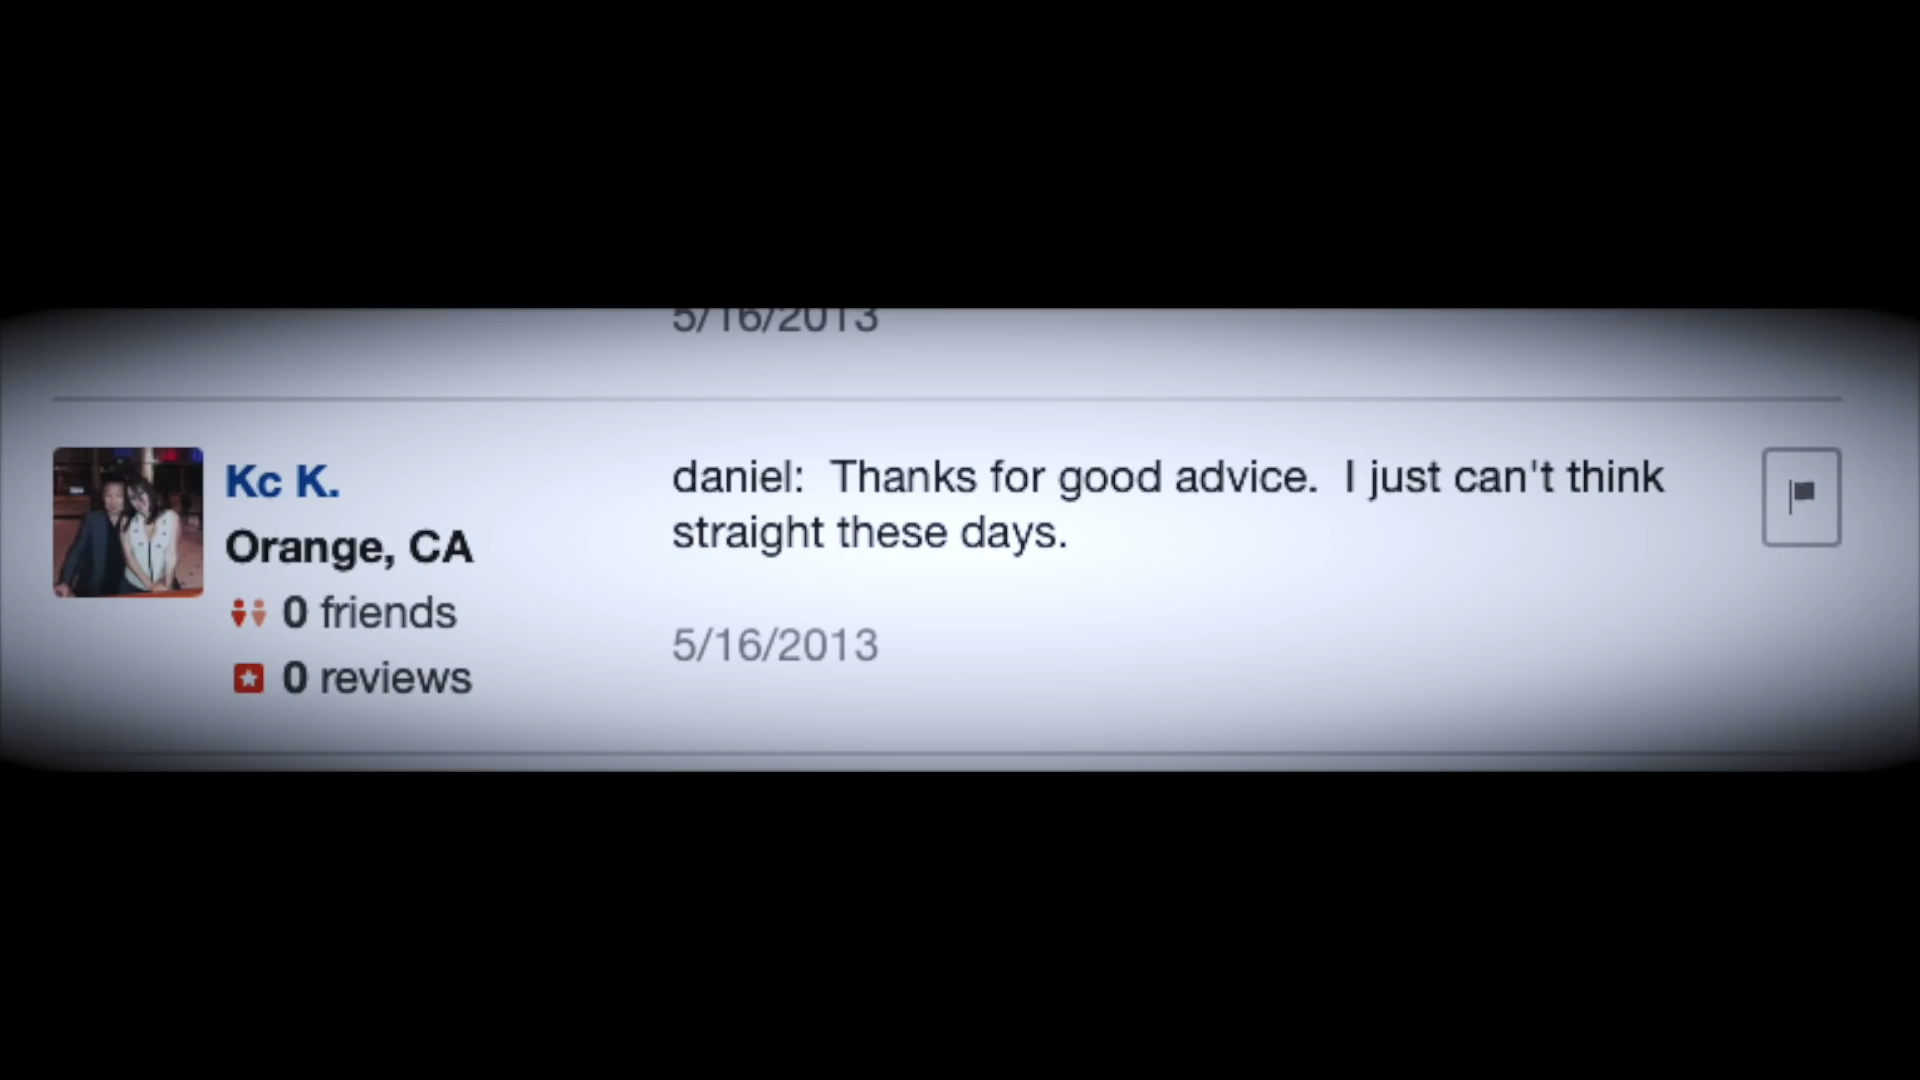 5/16/2013
Kc K.
Orange, CA
0 friends
0 reviews
daniel:  Thanks for good advice.  I just can't think
straight these days.
5/16/2013